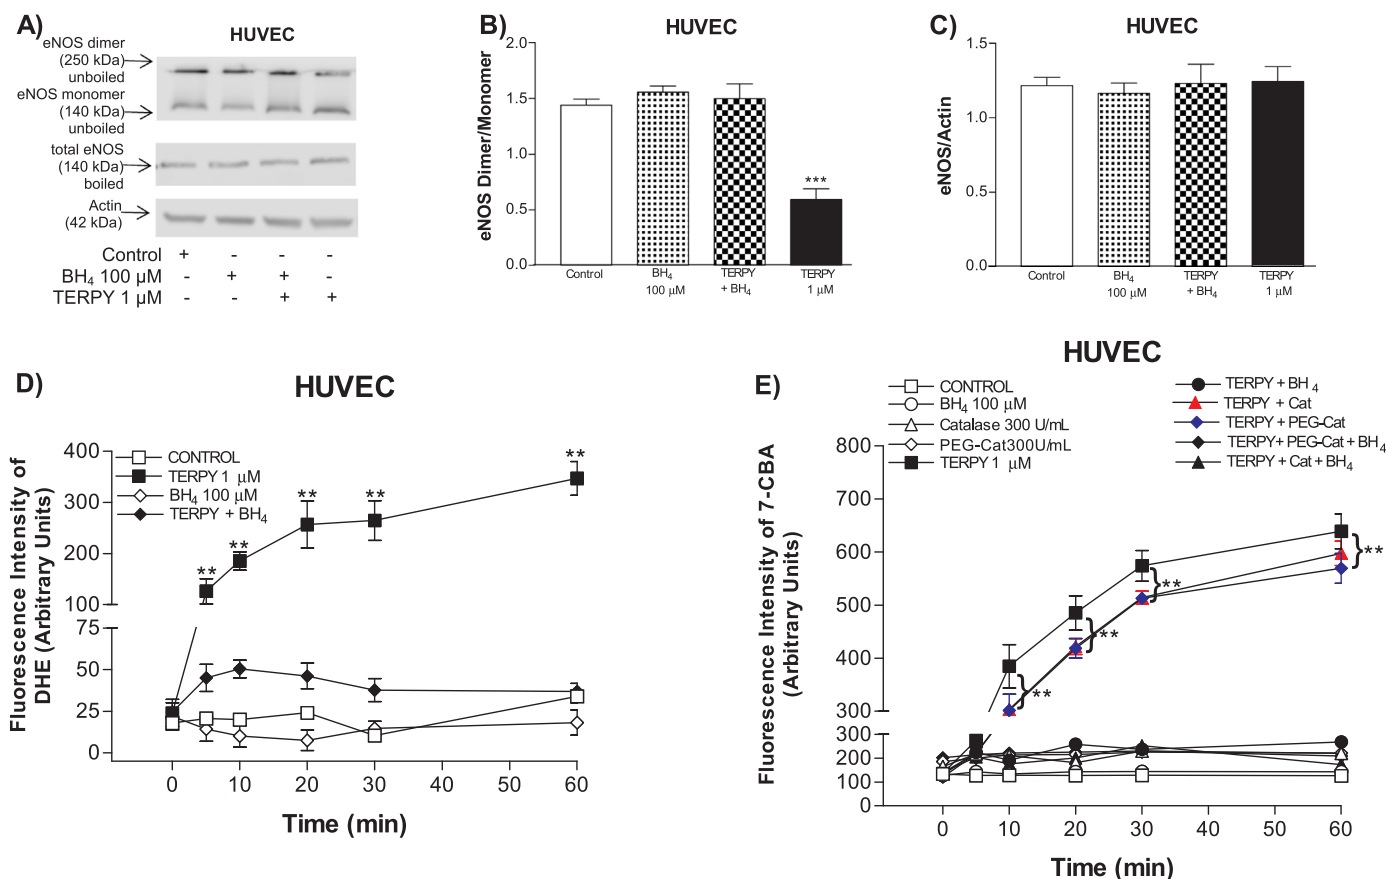 A)
HUVEC
eNOS dimer
(250 kDa)
unboiled
eNOS monomer
(140 kDa)
unboiled
total eNOS
(140 kDa)
boiled
Actin
(42 kDa)
Control + - - -
BH4 100 µM - + + -
TERPY 1 µM - - + +
B)
HUVEC
eNOS Dimer/Monomer
2.0
1.5
1.0
0.5
0.0
***
Control
BH4
100 µM
TERPY
+ BH4
TERPY
1 µM
C)
HUVEC
eNOS/Actin
1.5
1.0
0.5
0.0
Control
BH4
100 µM
TERPY
+ BH4
TERPY
1 µM
D)
HUVEC
CONTROL
TERPY 1 µM
BH4 100 µM
TERPY + BH4
Fluorescence Intensity of
DHE (Arbitrary Units)
400
300
200
100
75
50
25
0
** ** ** ** **
0 10 20 30 40 50 60
Time (min)
E)
HUVEC
CONTROL
BH4 100 µM
Catalase 300 U/mL
PEG-Cat300U/mL
TERPY 1 µM
TERPY + BH4
TERPY + Cat
TERPY + PEG-Cat
TERPY+ PEG-Cat + BH4
TERPY + Cat + BH4
Fluorescence Intensity of 7-CBA
(Arbitrary Units)
800
700
600
500
400
300
300
200
100
0
} ** } ** } ** } **
0 10 20 30 40 50 60
Time (min)